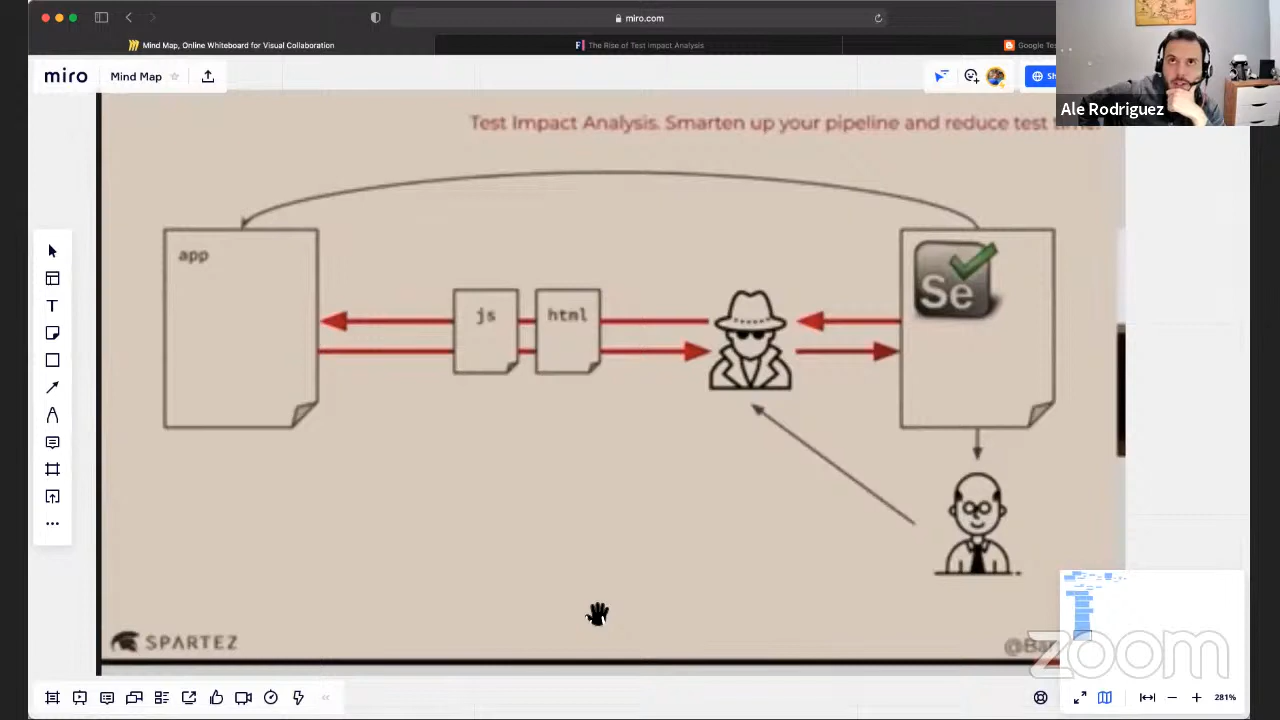 miro.com
Mind Map, Online Whiteboard for Visual Collaboration
The Rise of Test Impact Analysis
miro
Mind Map
Ale Rodriguez
Test Impact Analysis. Smarten up your pipeline and reduce test time.
app
js
html
Se
SPARTEZ
zoom
281%